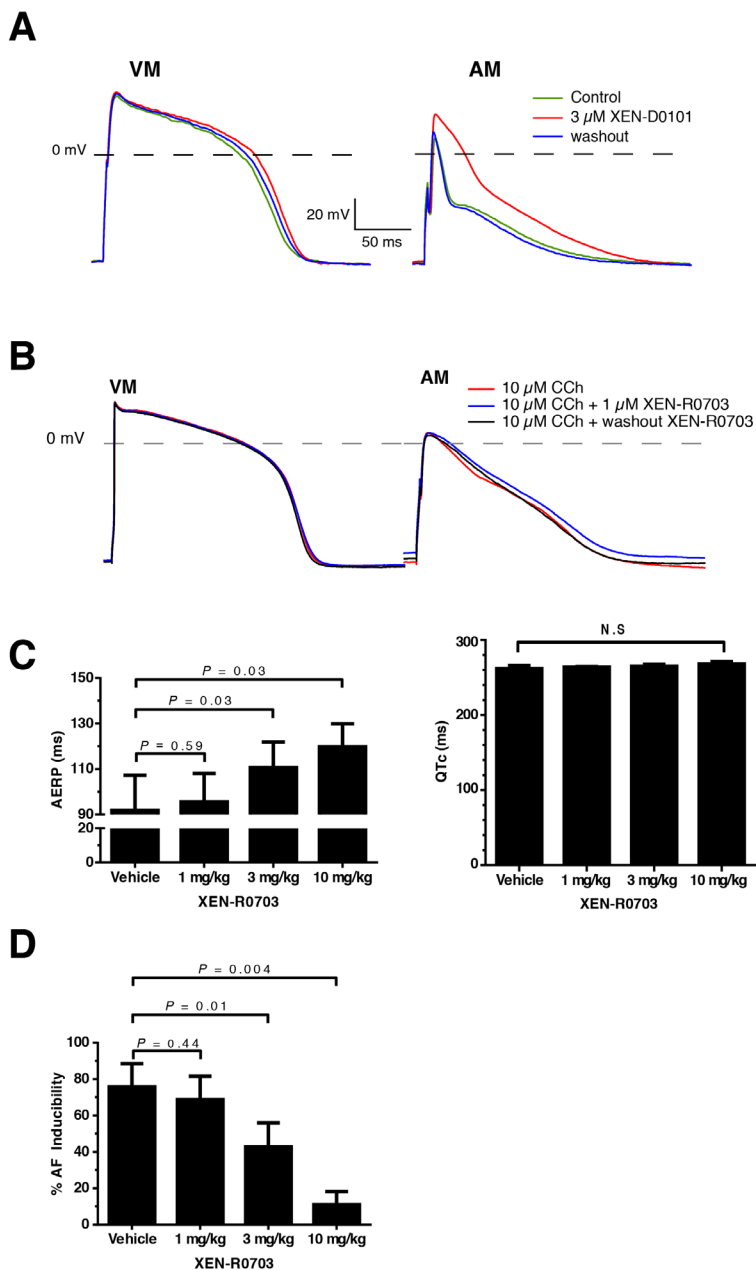 A
VM
AM
Control
3 µM XEN-D0101
washout
0 mV
20 mV
50 ms
B
VM
AM
10 µM CCh
10 µM CCh + 1 µM XEN-R0703
10 µM CCh + washout XEN-R0703
0 mV
C
150
130
110
90
20
0
AERP (ms)
P = 0.03
P = 0.03
P = 0.59
Vehicle 1 mg/kg 3 mg/kg 10 mg/kg
XEN-R0703
300
200
100
0
QTc (ms)
N.S
Vehicle 1 mg/kg 3 mg/kg 10 mg/kg
XEN-R0703
D
P = 0.004
P = 0.01
P = 0.44
100
80
60
40
20
0
% AF Inducibility
Vehicle 1 mg/kg 3 mg/kg 10 mg/kg
XEN-R0703